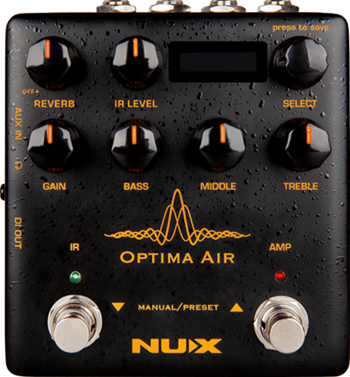 press to save
OFF
REVERB
IR LEVEL
SELECT
AUX IN
GAIN
BASS
MIDDLE
TREBLE
DI OUT
OPTIMA AIR
IR
AMP
MANUAL/PRESET
NUX